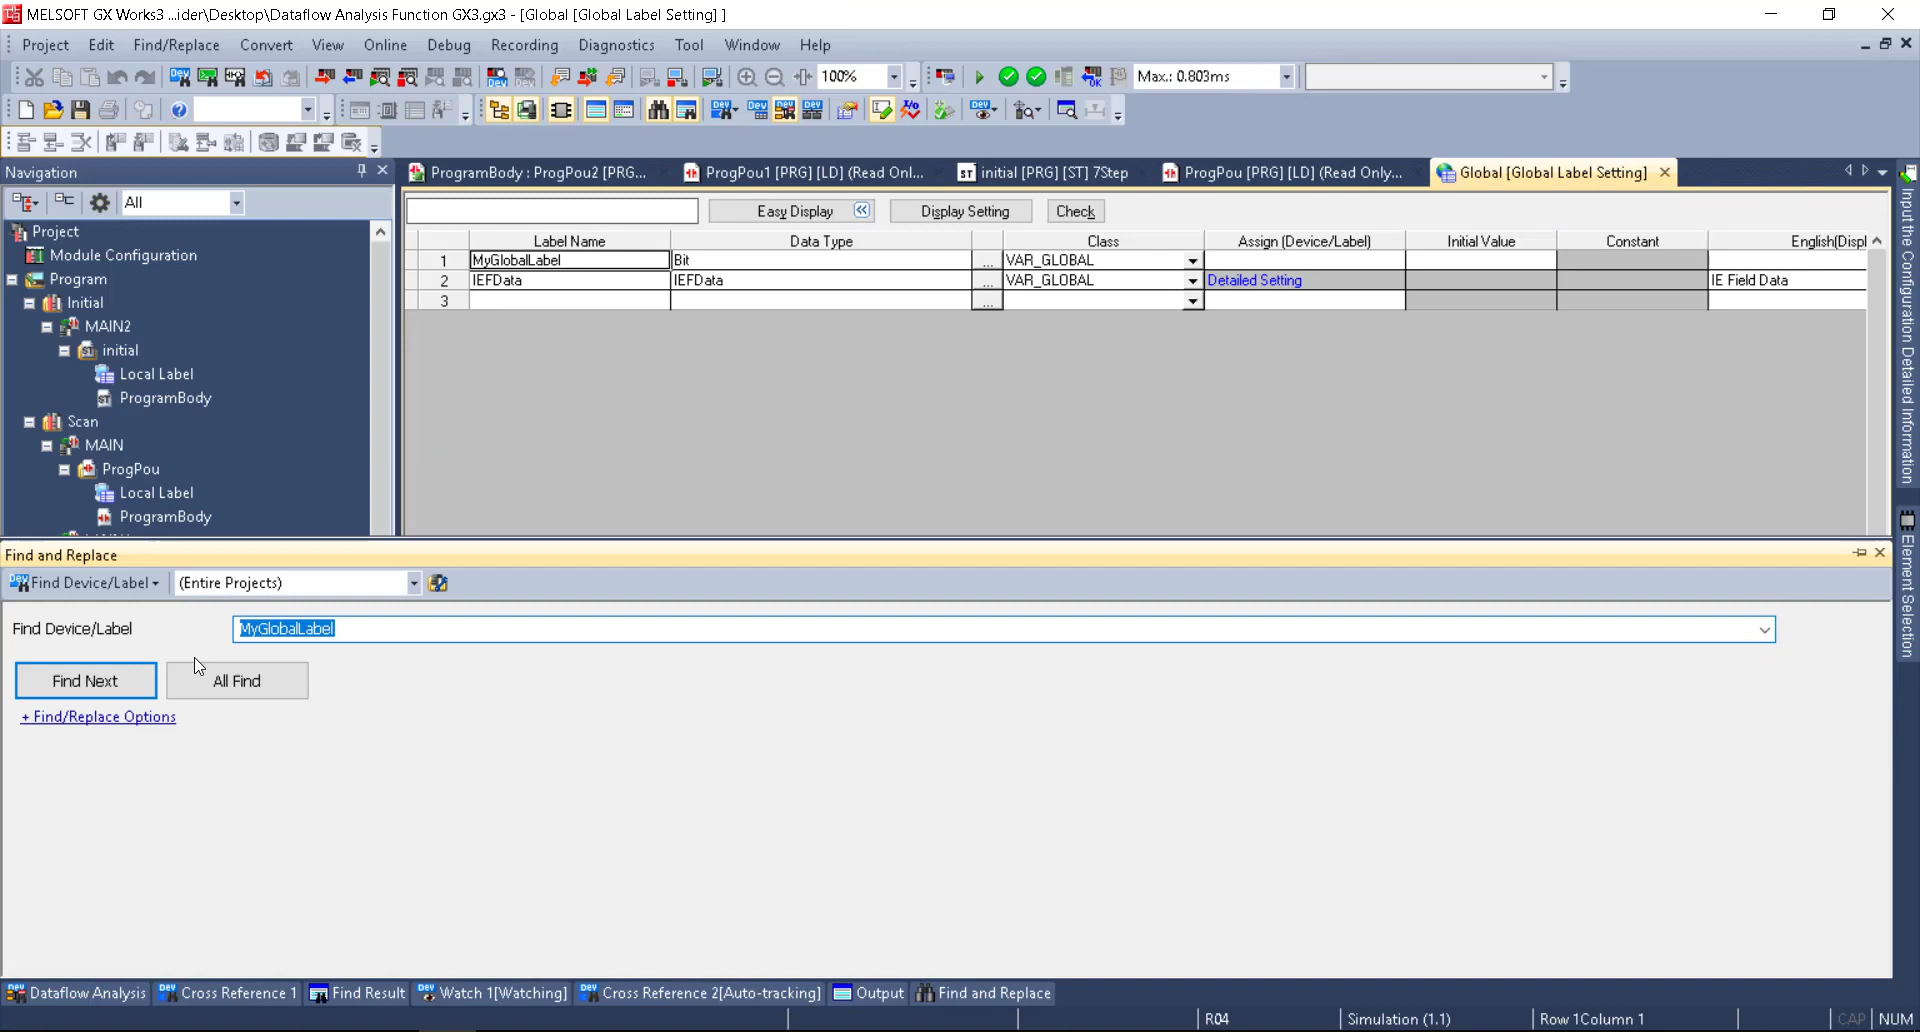 MELSOFT GX Works3 ...ider\Desktop\Dataflow Analysis Function GX3.gx3 - [Global [Global Label Setting] ]
Project Edit Find/Replace Convert View Online Debug Recording Diagnostics Tool Window Help
100% Max.: 0.803ms
Navigation
ProgramBody : ProgPou2 [PRG... ProgPou1 [PRG] [LD] (Read Onl... initial [PRG] [ST] 7Step ProgPou [PRG] [LD] (Read Only... Global [Global Label Setting]
All
Easy Display Display Setting Check
Project
Module Configuration
Program
Initial
MAIN2
initial
Local Label
ProgramBody
Scan
MAIN
ProgPou
Local Label
ProgramBody
Label Name Data Type Class Assign (Device/Label) Initial Value Constant English(Displ
1 MyGlobalLabel Bit ... VAR_GLOBAL
2 IEFData IEFData ... VAR_GLOBAL Detailed Setting IE Field Data
3 ...
Input the Configuration Detailed Information
Element Selection
Find and Replace
Find Device/Label (Entire Projects)
Find Device/Label MyGlobalLabel
Find Next All Find
+ Find/Replace Options
Dataflow Analysis Cross Reference 1 Find Result Watch 1[Watching] Cross Reference 2[Auto-tracking] Output Find and Replace
R04 Simulation (1.1) Row 1Column 1 CAP NUM